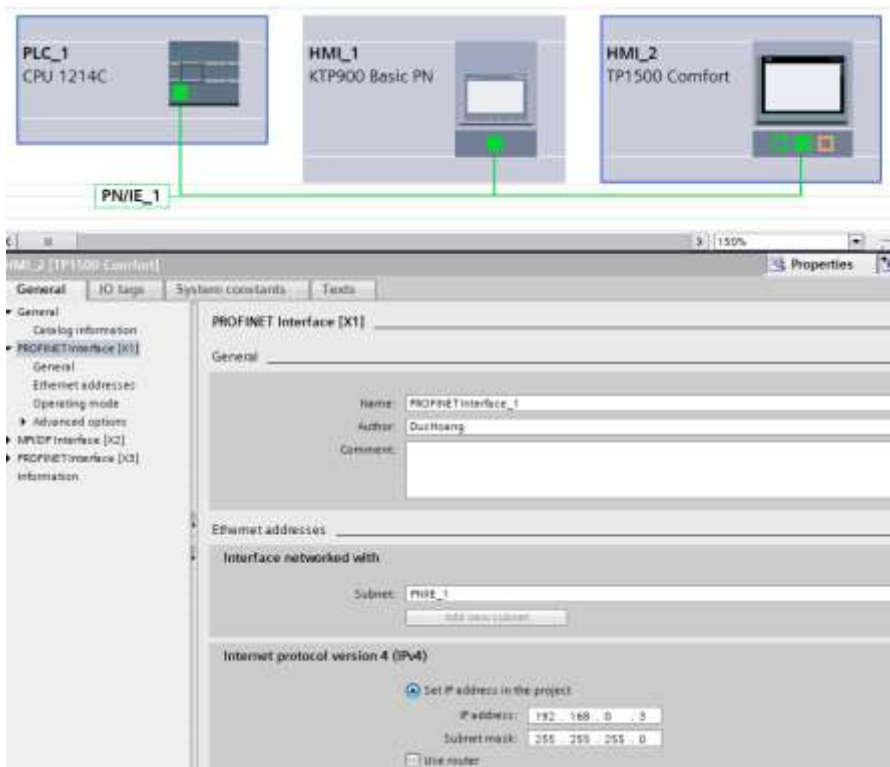 PLC_1
CPU 1214C
HMI_1
KTP900 Basic PN
HMI_2
TP1500 Comfort
PN/IE_1
150%
HMI_2 [TP1500 Comfort]
Properties
General
IO tags
System constants
Texts
General
Catalog information
PROFINET Interface [X1]
General
Ethernet addresses
Operating mode
Advanced options
MPI/DP Interface [X2]
PROFINET Interface [X3]
Information
PROFINET Interface [X1]
General
Name: PROFINET Interface_1
Author: DucHoang
Comment:
Ethernet addresses
Interface networked with
Subnet: PN/IE_1
Add new subnet
Internet protocol version 4 (IPv4)
Set IP address in the project
IP address: 192 . 168 . 0 . 3
Subnet mask: 255 . 255 . 255 . 0
Use router